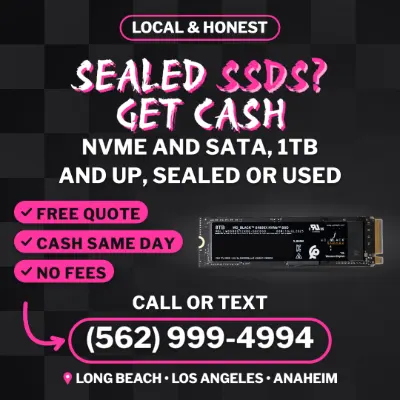 LOCAL & HONEST
SEALED SSDS?
GET CASH
NVME AND SATA, 1TB
AND UP, SEALED OR USED
FREE QUOTE
CASH SAME DAY
NO FEES
CALL OR TEXT
(562) 999-4994
LONG BEACH • LOS ANGELES • ANAHEIM